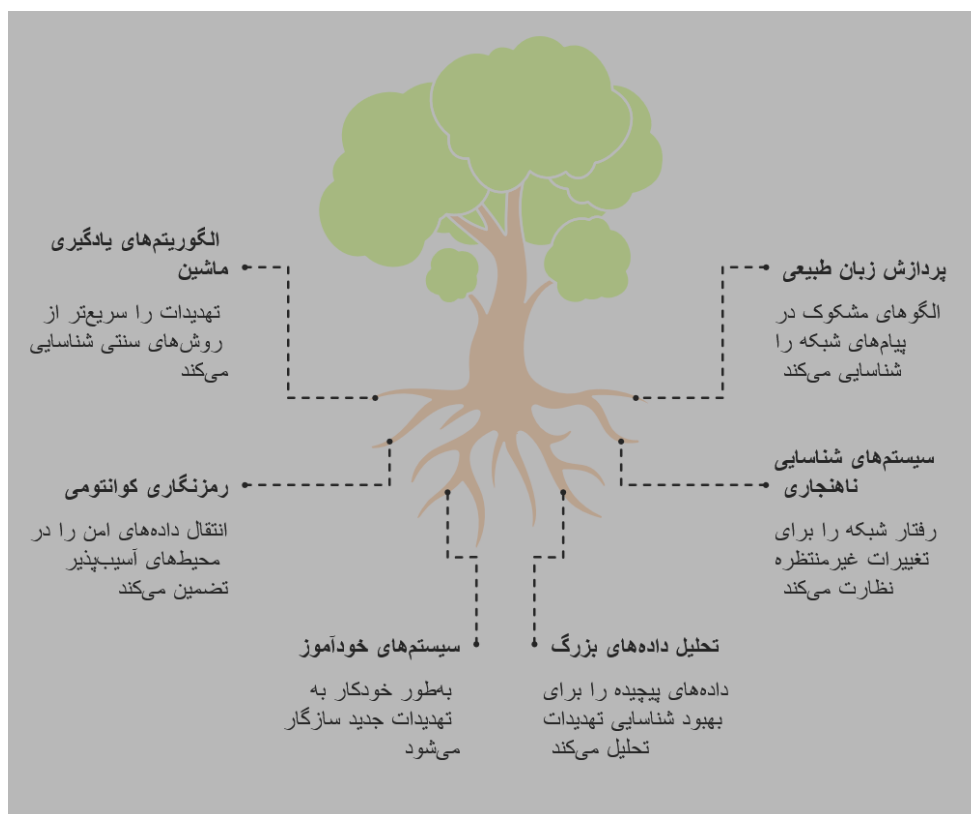 پردازش زبان طبیعی
الگوهای مشکوک در
پیام‌های شبکه را
شناسایی می‌کند
الگوریتم‌های یادگیری
ماشین
تهدیدات را سریع‌تر از
روش‌های سنتی شناسایی
می‌کند
سیستم‌های شناسایی
ناهنجاری
رفتار شبکه را برای
تغییرات غیرمنتظره
نظارت می‌کند
رمزنگاری کوانتومی
انتقال داده‌های امن را در
محیط‌های آسیب‌پذیر
تضمین می‌کند
تحلیل داده‌های بزرگ
داده‌های پیچیده را برای
بهبود شناسایی تهدیدات
تحلیل می‌کند
سیستم‌های خودآموز
به‌طور خودکار به
تهدیدات جدید سازگار
می‌شود